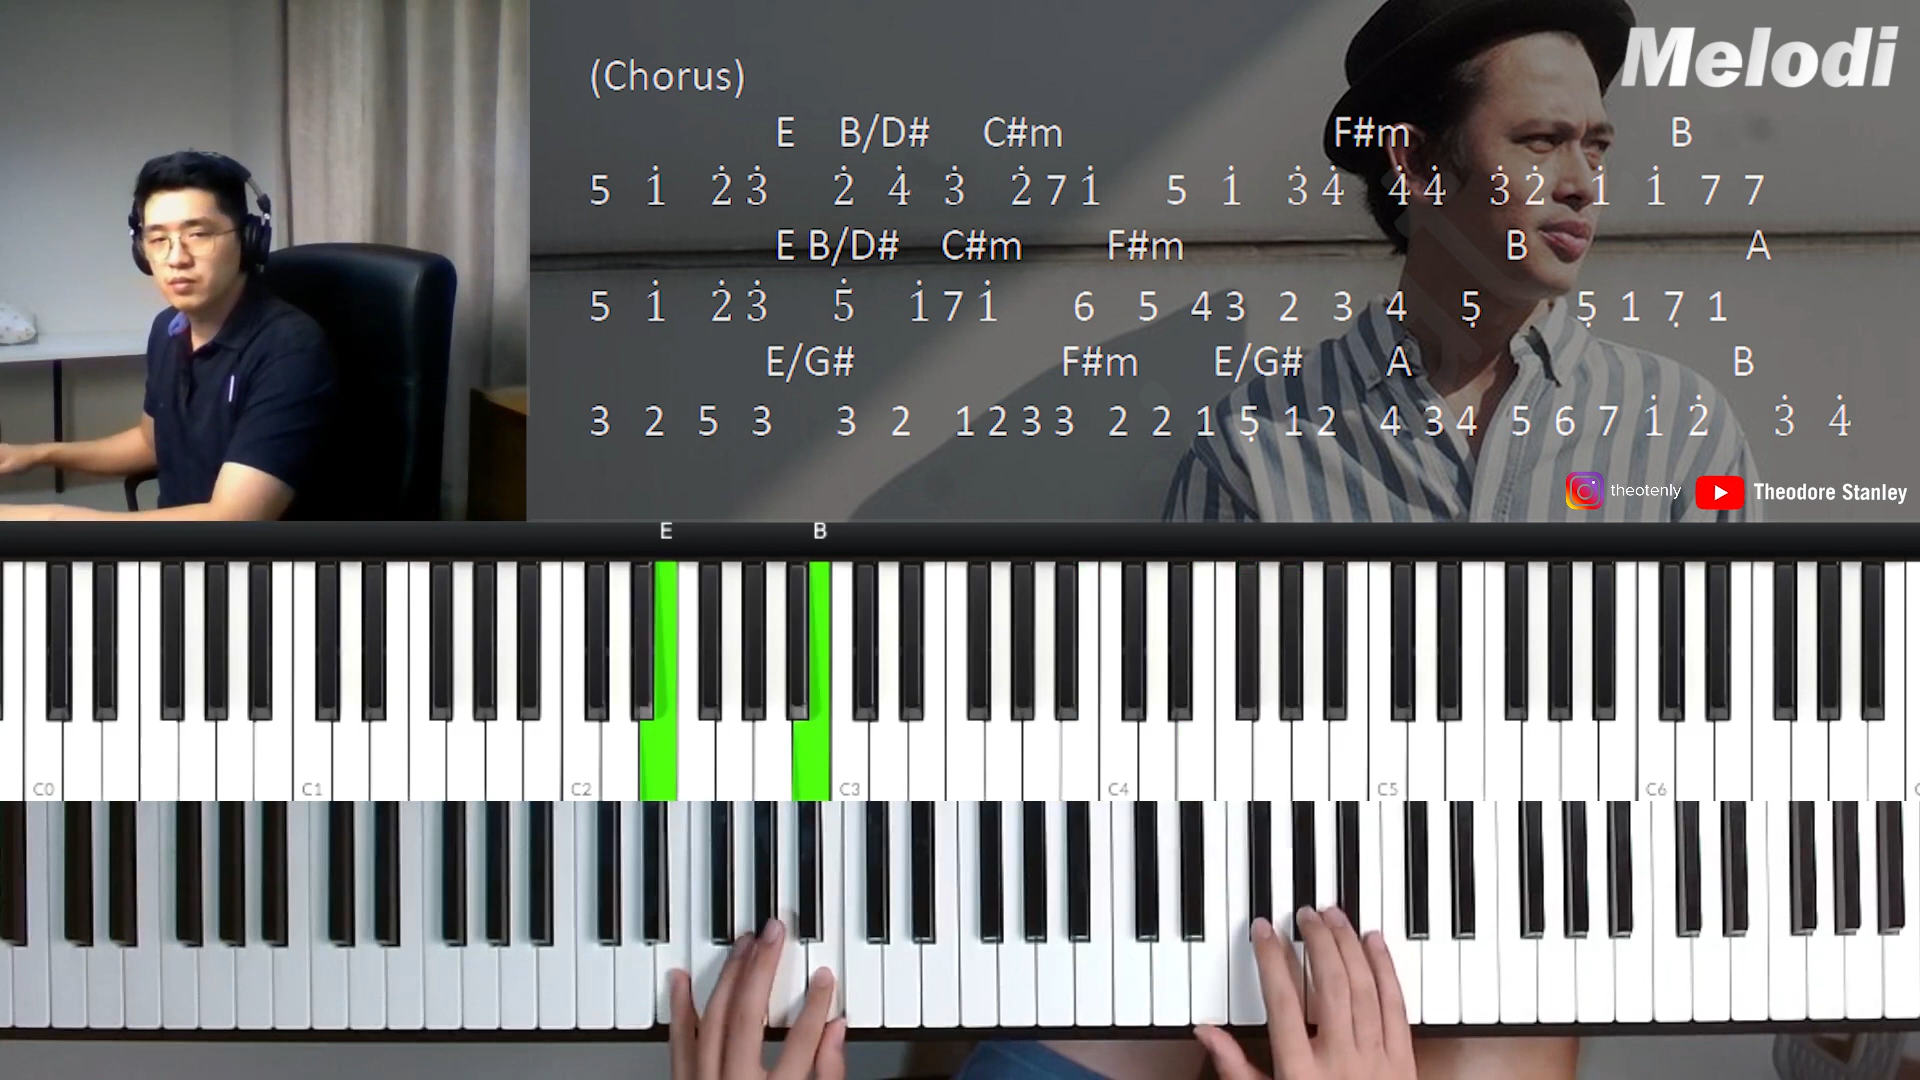 Melodi
(Chorus)
E B/D# C#m F#m B
5 1̇ 2̇ 3̇ 2̇ 4̇ 3̇ 2̇ 7 1̇ 5 1̇ 3̇ 4̇ 4̇ 4̇ 3̇ 2̇ 1̇ 1̇ 7 7
E B/D# C#m F#m B A
5 1̇ 2̇ 3̇ 5̇ 1̇ 7 1̇ 6 5 4 3 2 3 4 5̣ 5̣ 1 7̣ 1
E/G# F#m E/G# A B
3 2 5 3 3 2 1 2 3 3 2 2 1 5̣ 1 2 4 3 4 5 6 7 1̇ 2̇ 3̇ 4̇
theotenly Theodore Stanley
E B
C0 C1 C2 C3 C4 C5 C6